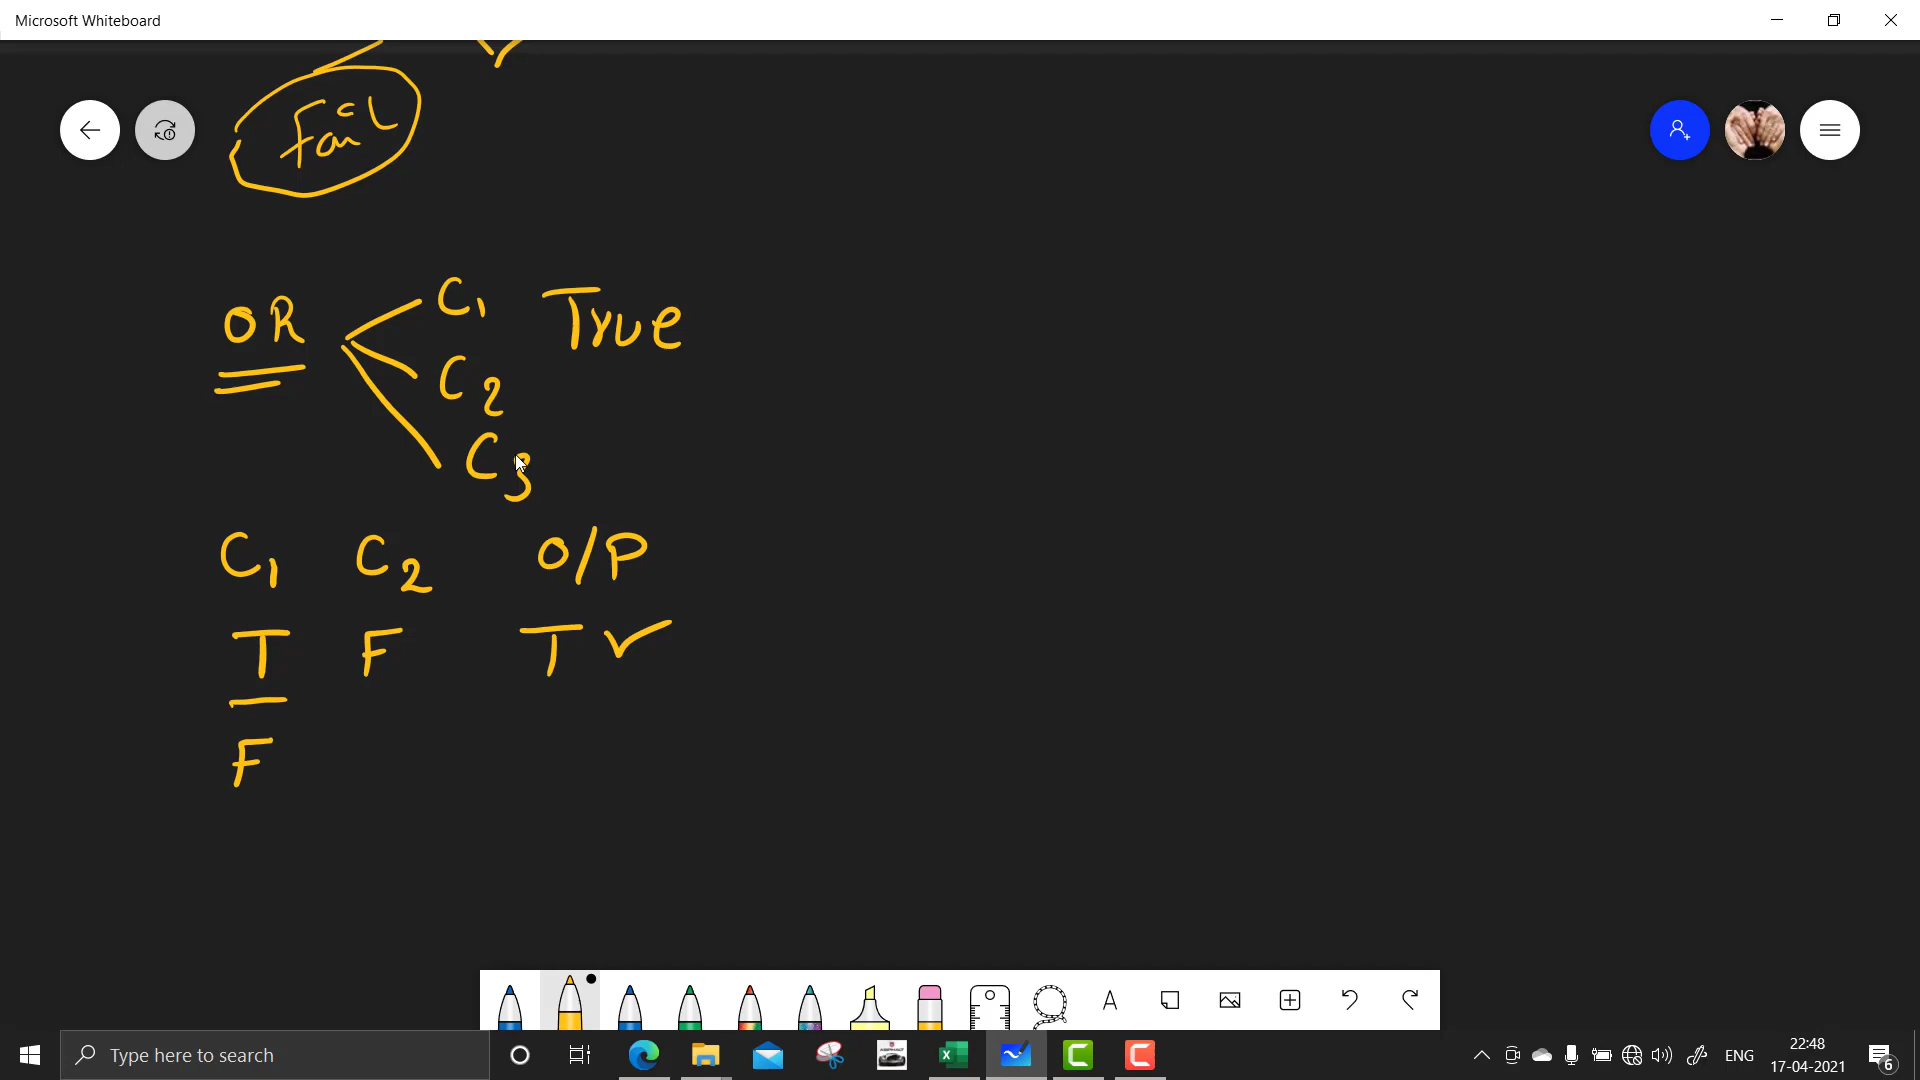 Microsoft Whiteboard
Fail
OR C1 True
C2
C3
C1 C2 O/P
T F T ✓
F
Type here to search
ENG
22:48
17-04-2021
6